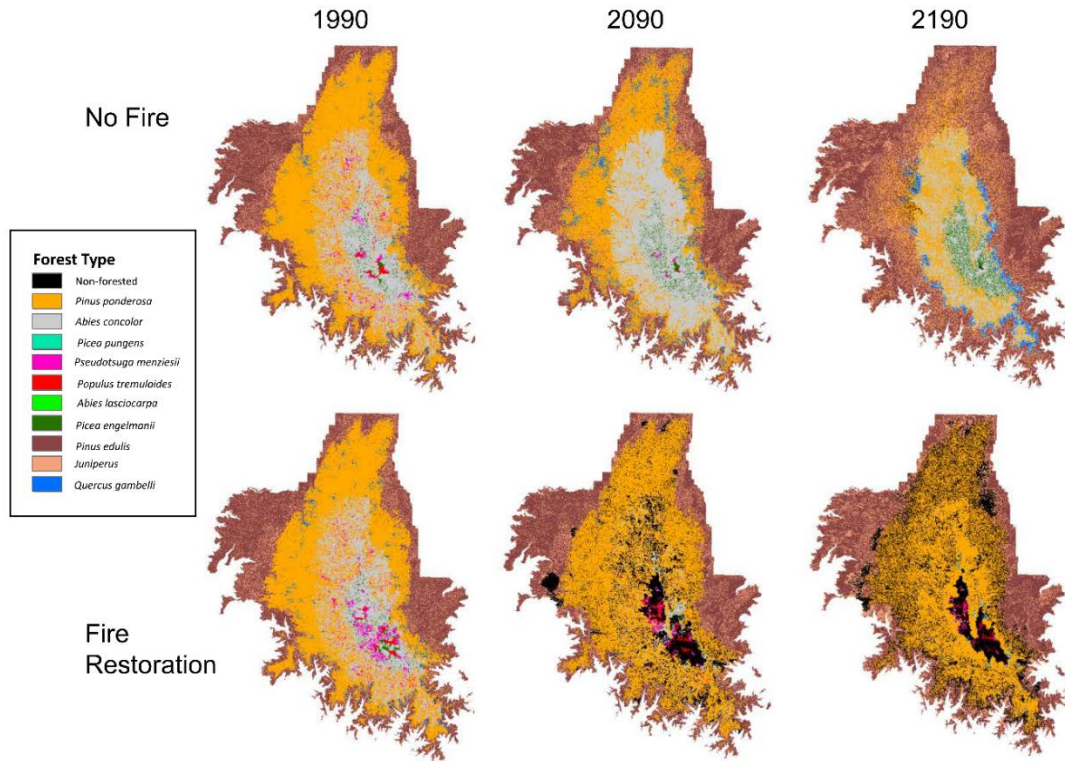 1990
2090
2190
No Fire
Forest Type
Non-forested
Pinus ponderosa
Abies concolor
Picea pungens
Pseudotsuga menziesii
Populus tremuloides
Abies lasciocarpa
Picea engelmanii
Pinus edulis
Juniperus
Quercus gambelli
Fire
Restoration